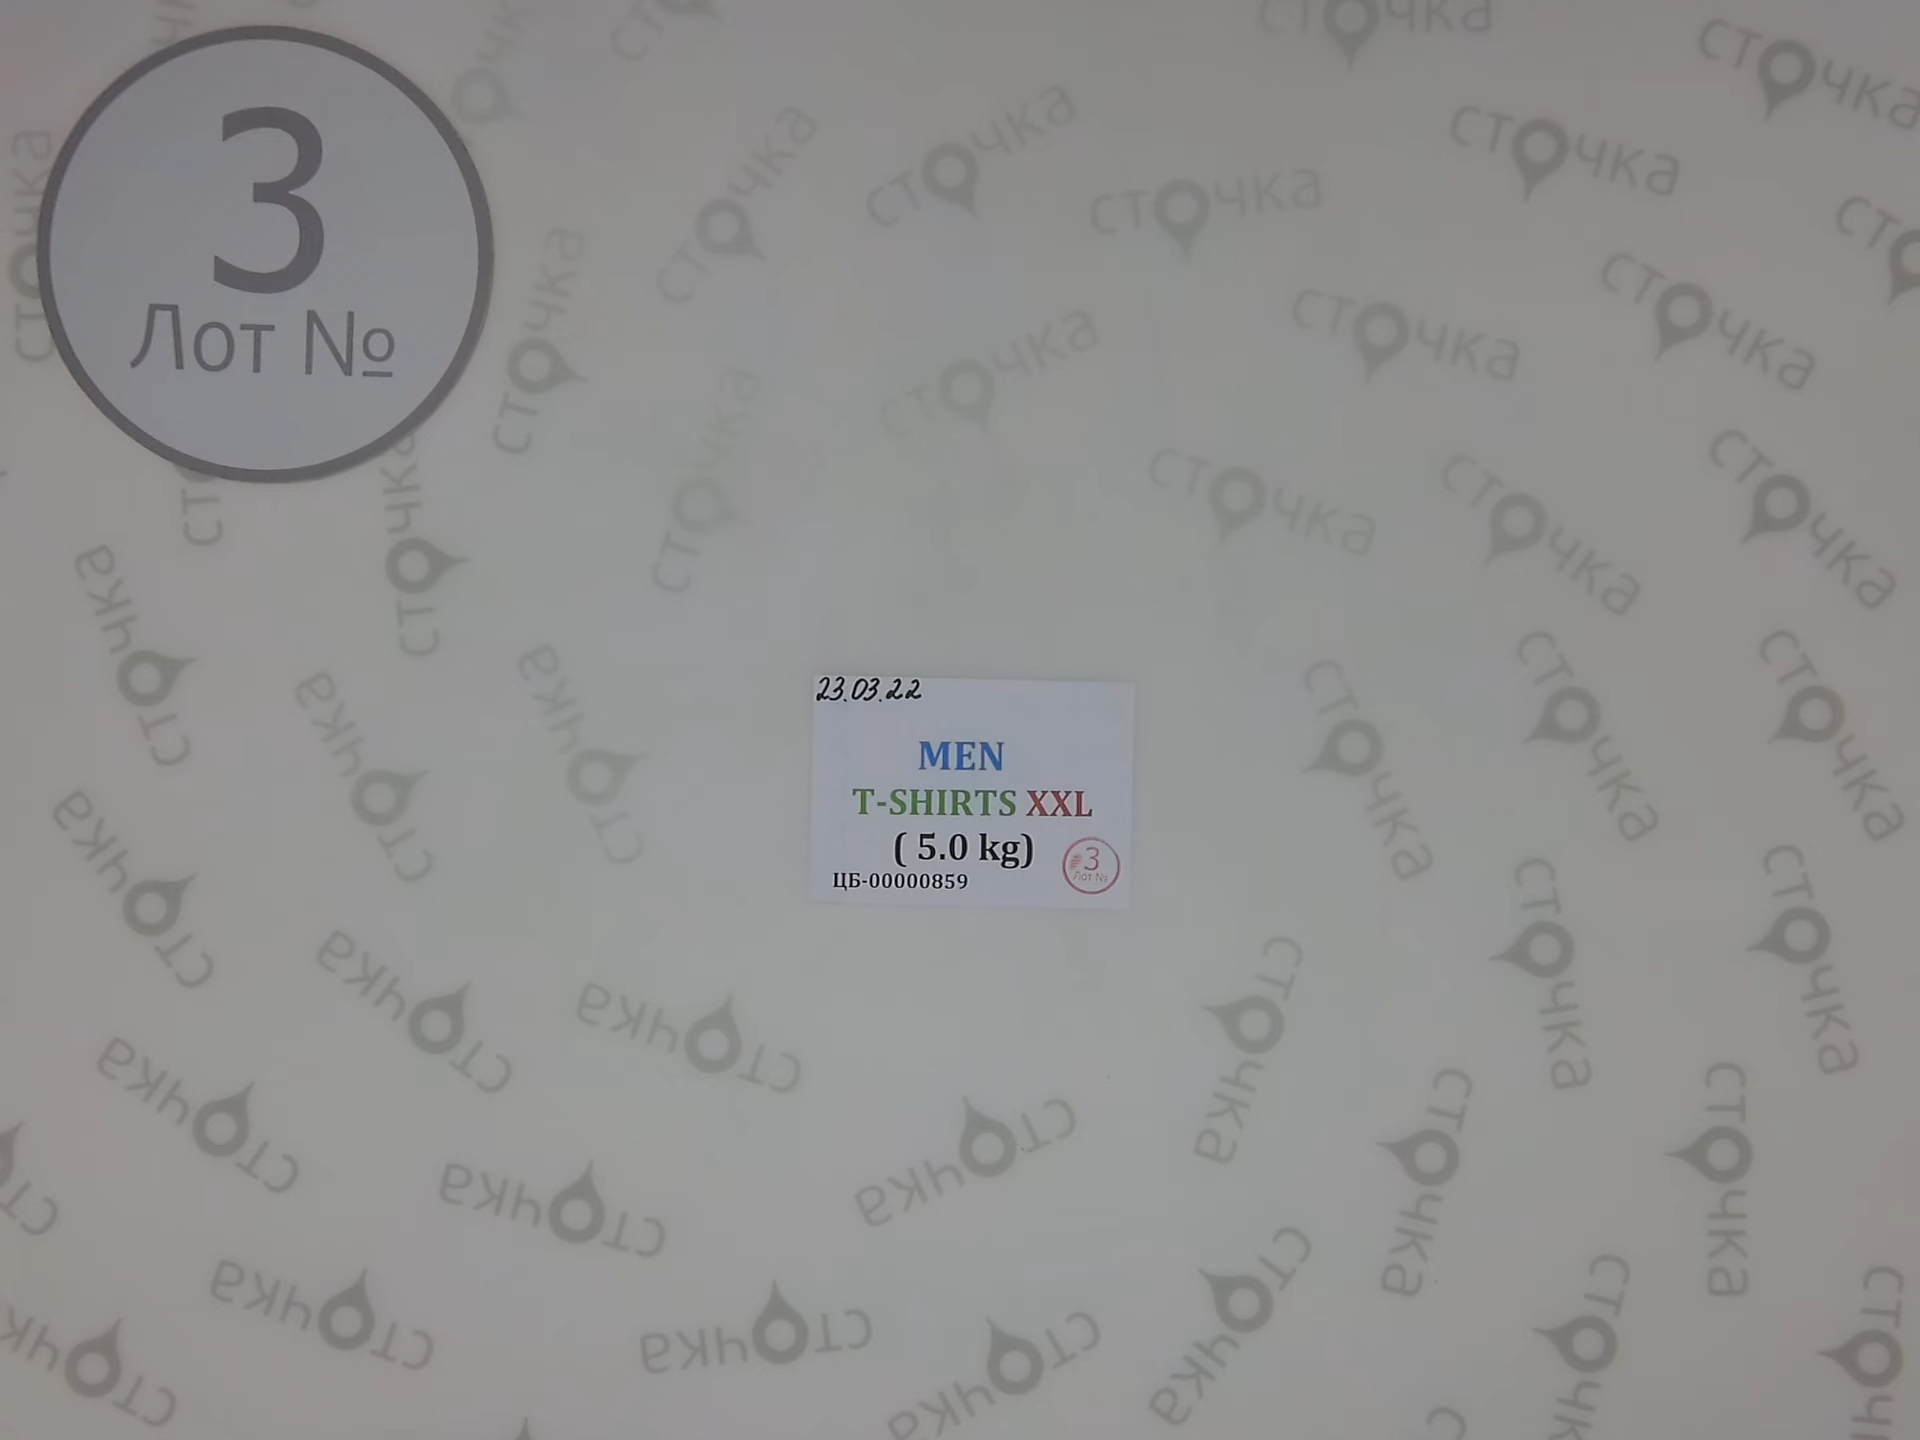 3
Лот №
23.03.22
MEN
T-SHIRTS XXL
( 5.0 kg)
ЦБ-00000859
3
Лот №
сточка